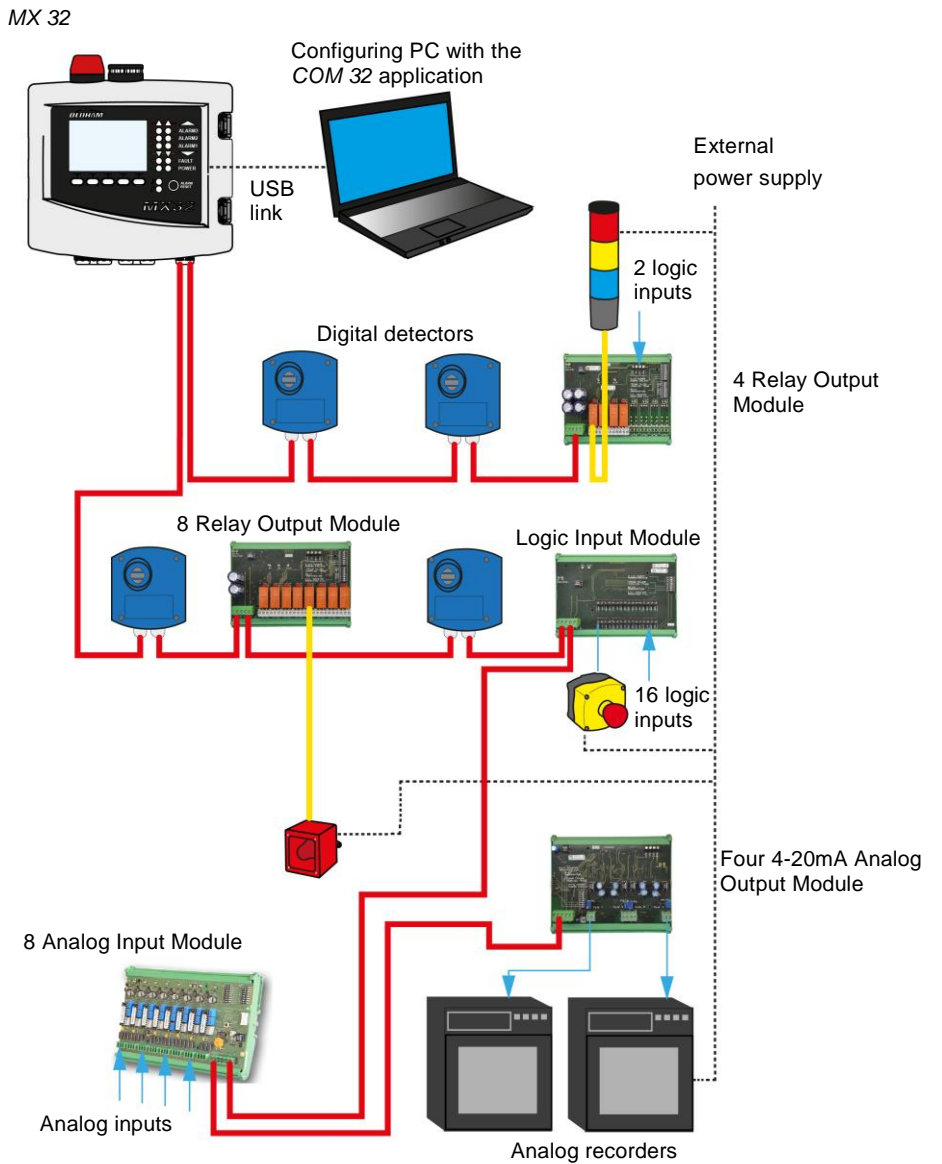 MX 32
Configuring PC with the
COM 32 application
OLDHAM
ALARM3
ALARM2
ALARM1
FAULT
POWER
ALARM
RESET
MX32
USB
link
External
power supply
2 logic
inputs
Digital detectors
4 Relay Output
Module
8 Relay Output Module
Logic Input Module
16 logic
inputs
Four 4-20mA Analog
Output Module
8 Analog Input Module
Analog inputs
Analog recorders